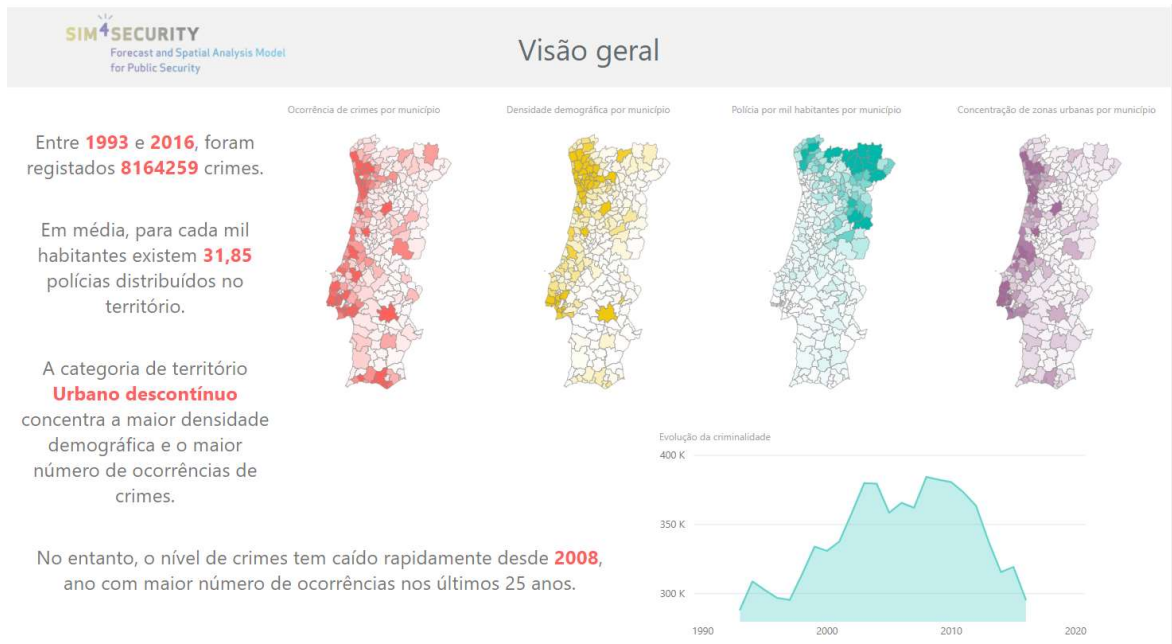 SIM4SECURITY
Forecast and Spatial Analysis Model
for Public Security
Visão geral
Ocorrência de crimes por município
Densidade demográfica por município
Polícia por mil habitantes por município
Concentração de zonas urbanas por município
Entre 1993 e 2016, foram
registados 8164259 crimes.
Em média, para cada mil
habitantes existem 31,85
polícias distribuídos no
território.
A categoria de território
Urbano descontínuo
concentra a maior densidade
demográfica e o maior
número de ocorrências de
crimes.
No entanto, o nível de crimes tem caído rapidamente desde 2008,
ano com maior número de ocorrências nos últimos 25 anos.
Evolução da criminalidade
400 K
350 K
300 K
1990
2000
2010
2020